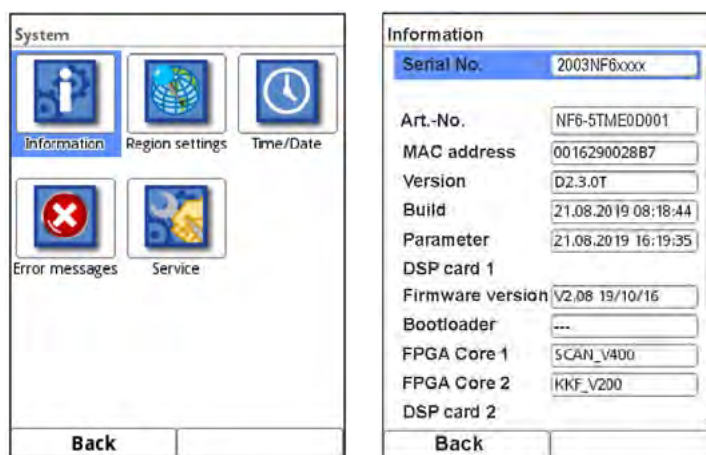 System
Information
Region settings
Time/Date
Error messages
Service
Back
Information
Serial No. 2003NF6xxxx
Art.-No. NF6-5TME0D001
MAC address 0016290028B7
Version D2.3.0T
Build 21.08.2019 08:18:44
Parameter 21.08.2019 16:19:35
DSP card 1
Firmware version V2.08 19/10/16
Bootloader ---
FPGA Core 1 SCAN_V400
FPGA Core 2 KKF_V200
DSP card 2
Back